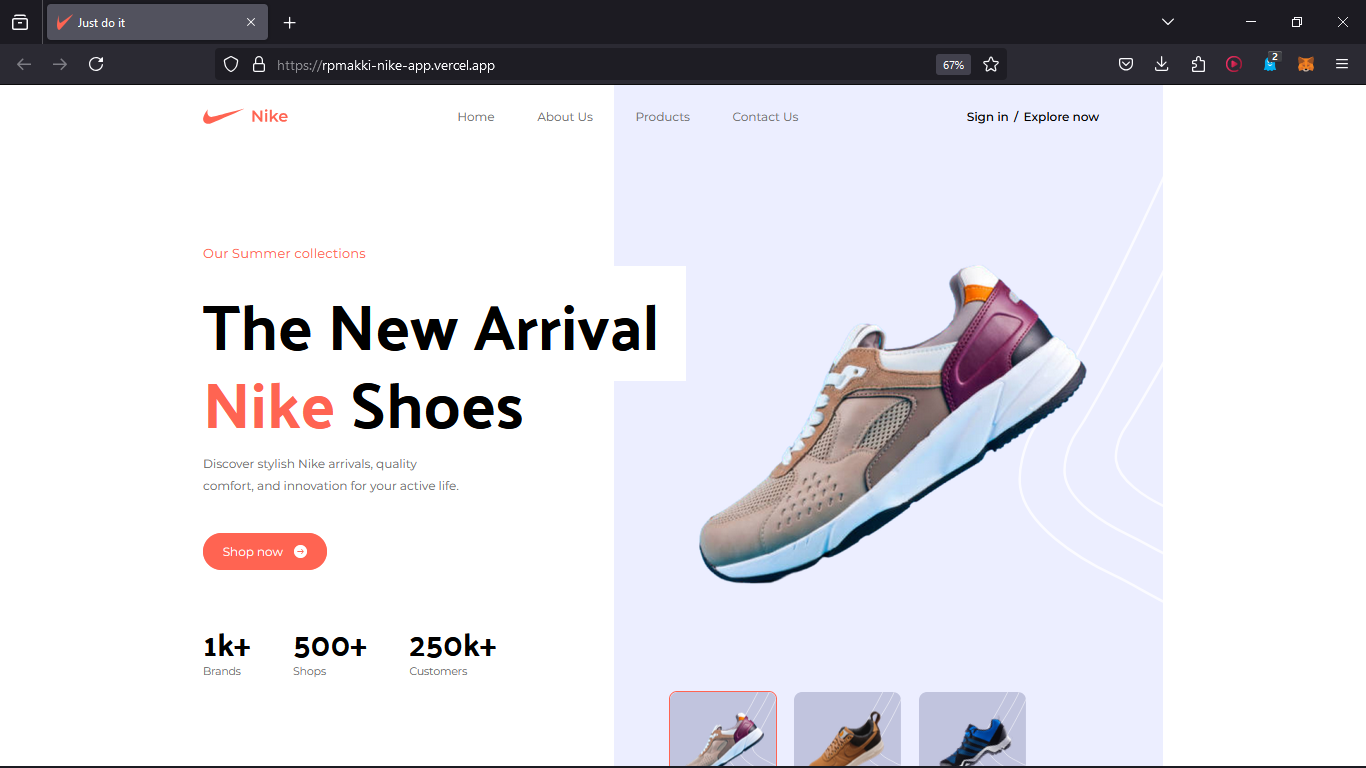 Just do it
https://rpmakki-nike-app.vercel.app
67%
2
Nike
Home
About Us
Products
Contact Us
Sign in / Explore now
Our Summer collections
The New Arrival
Nike Shoes
Discover stylish Nike arrivals, quality
comfort, and innovation for your active life.
Shop now
1k+
500+
250k+
Brands
Shops
Customers